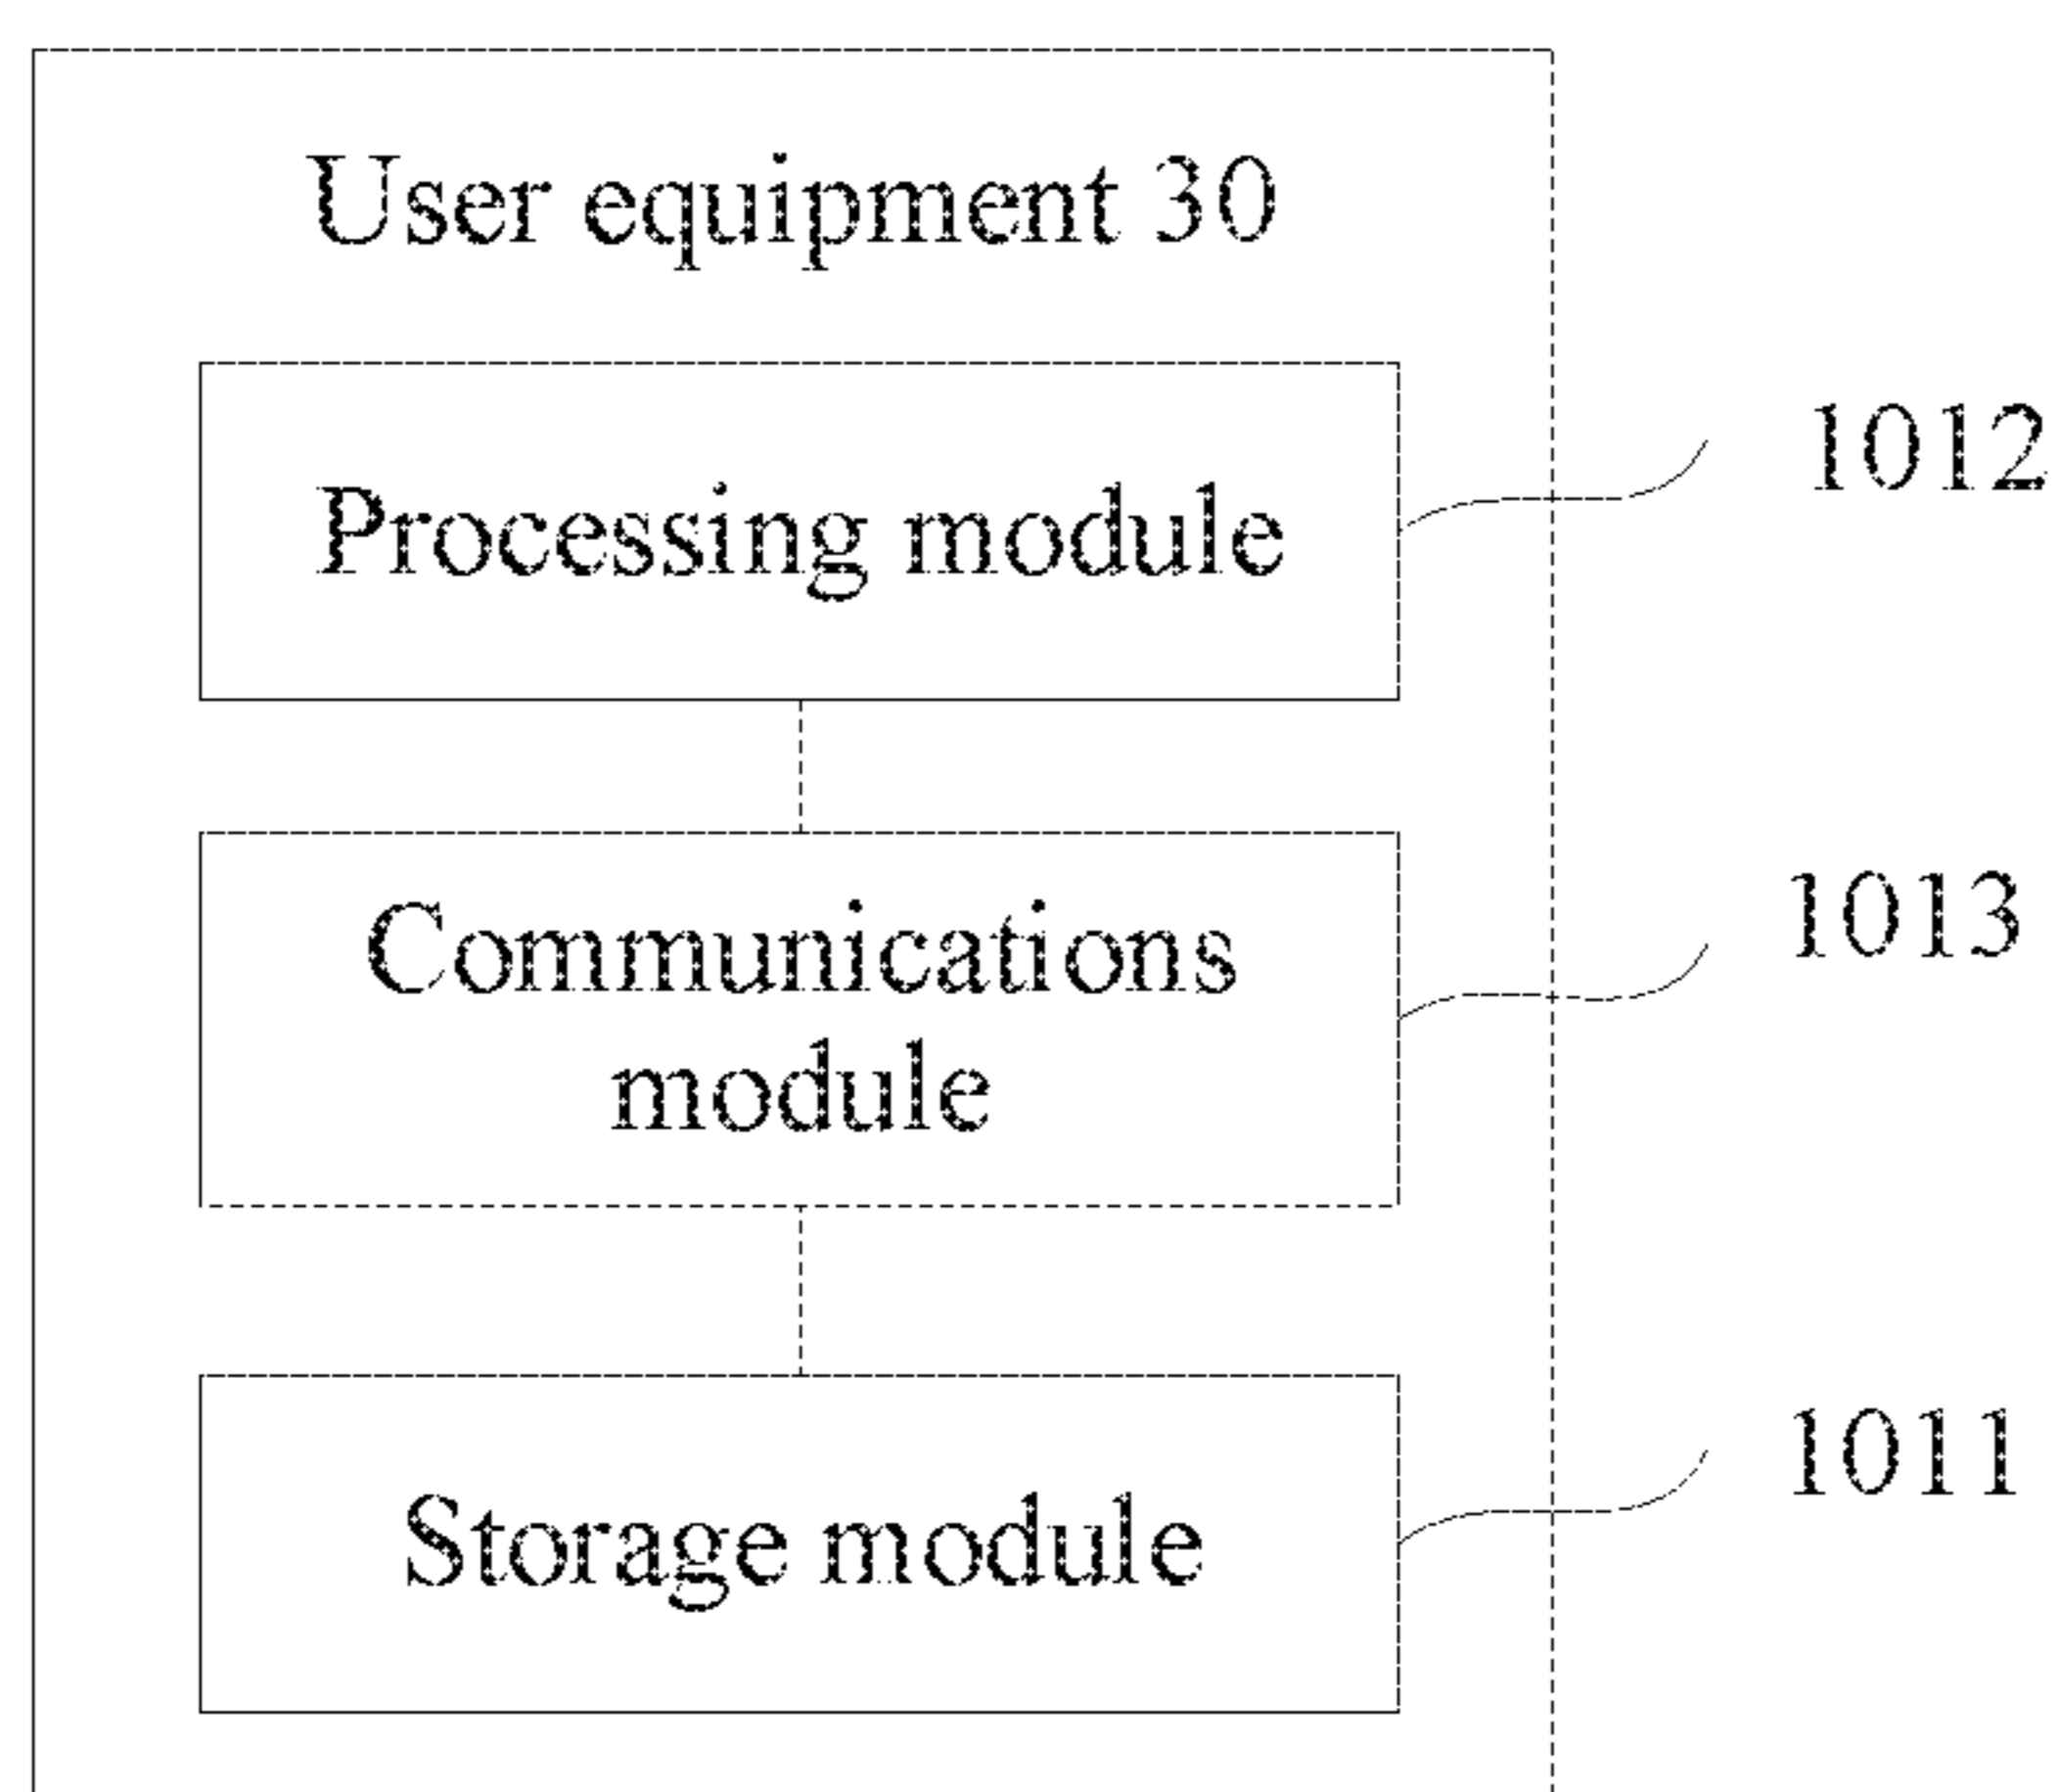 User equipment 30
Processing module
1012
Communications
module
1013
Storage module
1011